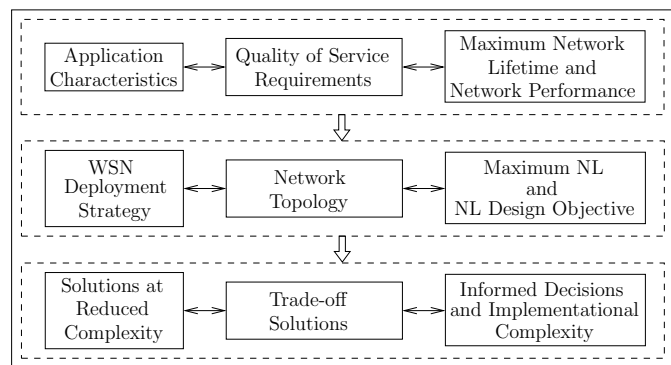 Application
Characteristics
Quality of Service
Requirements
Maximum Network
Lifetime and
Network Performance
WSN
Deployment
Strategy
Network
Topology
Maximum NL
and
NL Design Objective
Solutions at
Reduced
Complexity
Trade-off
Solutions
Informed Decisions
and Implementational
Complexity